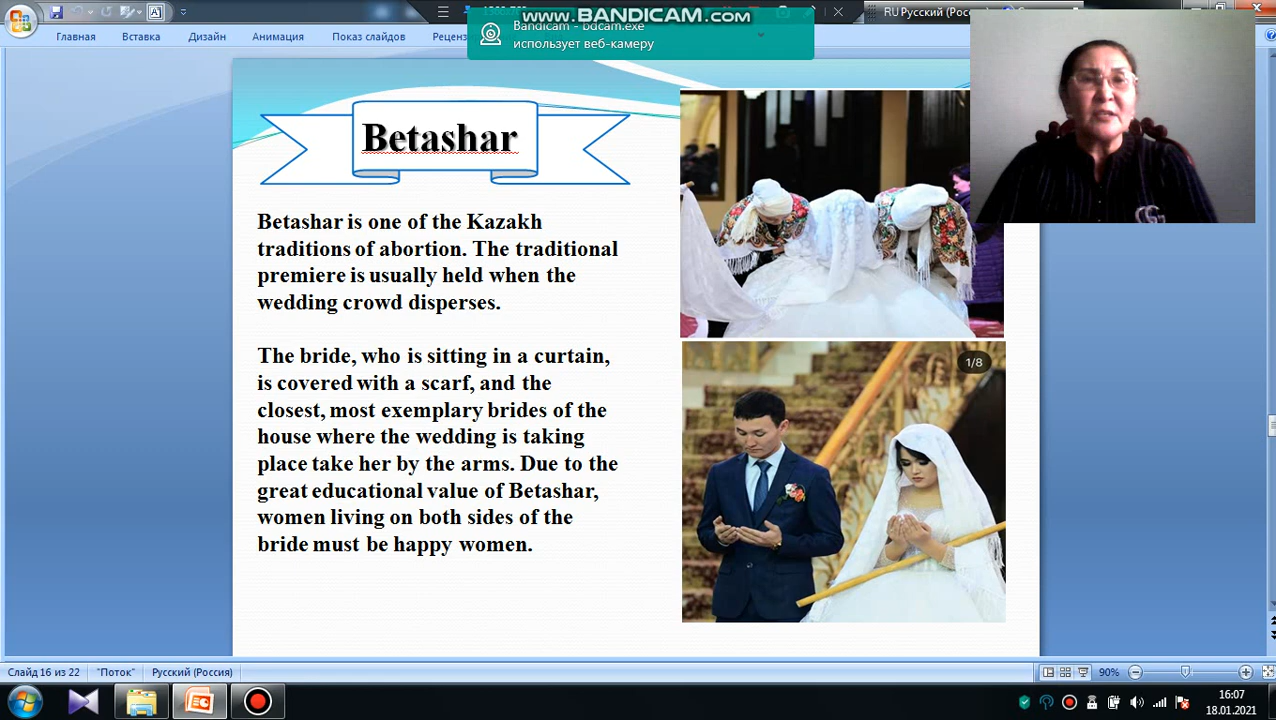 www.BANDICAM.com
Bandicam - bdcam.exe
использует веб-камеру
RU Русский (Рос
Главная
Вставка
Дизайн
Анимация
Показ слайдов
Betashar
Betashar is one of the Kazakh
traditions of abortion. The traditional
premiere is usually held when the
wedding crowd disperses.
The bride, who is sitting in a curtain,
is covered with a scarf, and the
closest, most exemplary brides of the
house where the wedding is taking
place take her by the arms. Due to the
great educational value of Betashar,
women living on both sides of the
bride must be happy women.
1/8
Слайд 16 из 22
"Поток"
Русский (Россия)
90%
16:07
18.01.2021